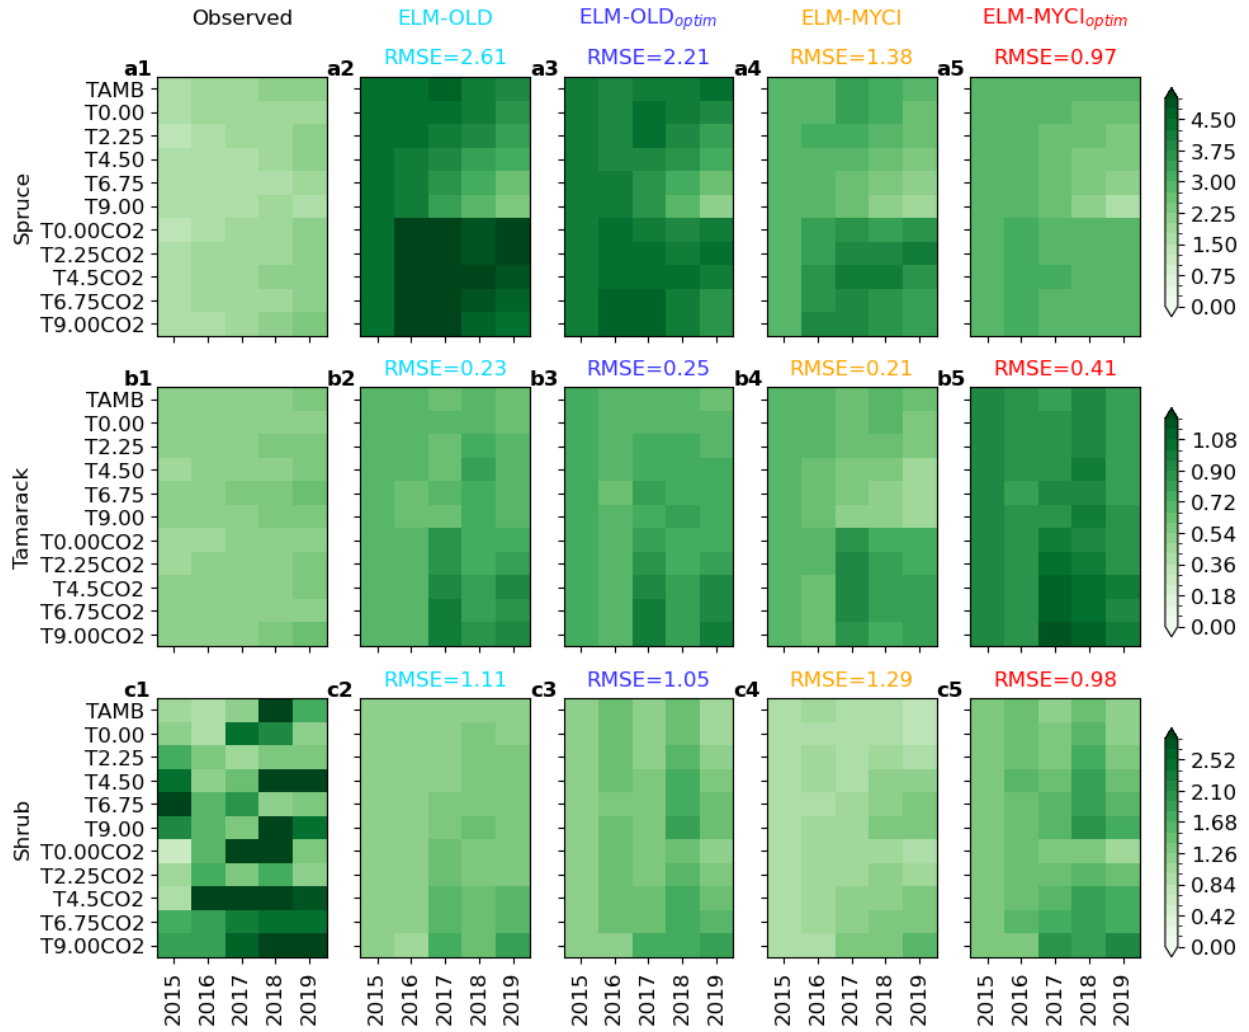 Observed ELM-OLD ELM-OLDoptim ELM-MYCI ELM-MYCIoptim
RMSE=2.61 RMSE=2.21 RMSE=1.38 RMSE=0.97
a1 a2 a3 a4 a5
Spruce
TAMB
T0.00
T2.25
T4.50
T6.75
T9.00
T0.00CO2
T2.25CO2
T4.5CO2
T6.75CO2
T9.00CO2
4.50
3.75
3.00
2.25
1.50
0.75
0.00
RMSE=0.23 RMSE=0.25 RMSE=0.21 RMSE=0.41
b1 b2 b3 b4 b5
Tamarack
TAMB
T0.00
T2.25
T4.50
T6.75
T9.00
T0.00CO2
T2.25CO2
T4.5CO2
T6.75CO2
T9.00CO2
1.08
0.90
0.72
0.54
0.36
0.18
0.00
RMSE=1.11 RMSE=1.05 RMSE=1.29 RMSE=0.98
c1 c2 c3 c4 c5
Shrub
TAMB
T0.00
T2.25
T4.50
T6.75
T9.00
T0.00CO2
T2.25CO2
T4.5CO2
T6.75CO2
T9.00CO2
2.52
2.10
1.68
1.26
0.84
0.42
0.00
2015 2016 2017 2018 2019 2015 2016 2017 2018 2019 2015 2016 2017 2018 2019 2015 2016 2017 2018 2019 2015 2016 2017 2018 2019